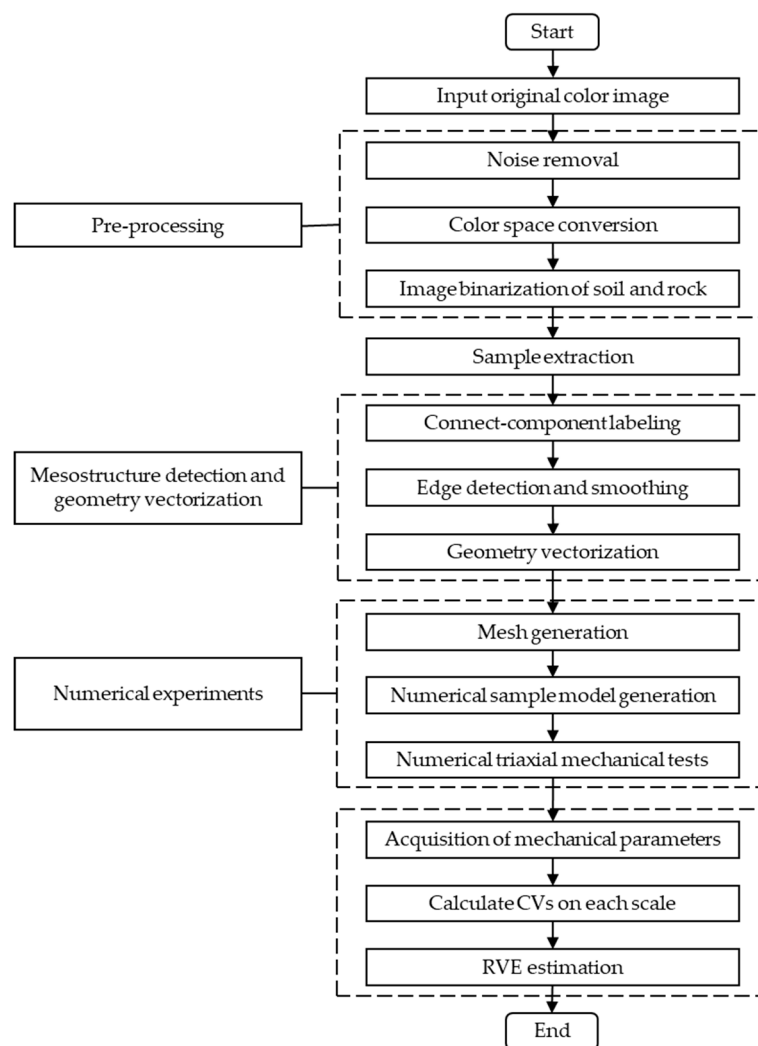 Start
Input original color image
Noise removal
Pre-processing
Color space conversion
Image binarization of soil and rock
Sample extraction
Connect-component labeling
Mesostructure detection and
geometry vectorization
Edge detection and smoothing
Geometry vectorization
Mesh generation
Numerical experiments
Numerical sample model generation
Numerical triaxial mechanical tests
Acquisition of mechanical parameters
Calculate CVs on each scale
RVE estimation
End